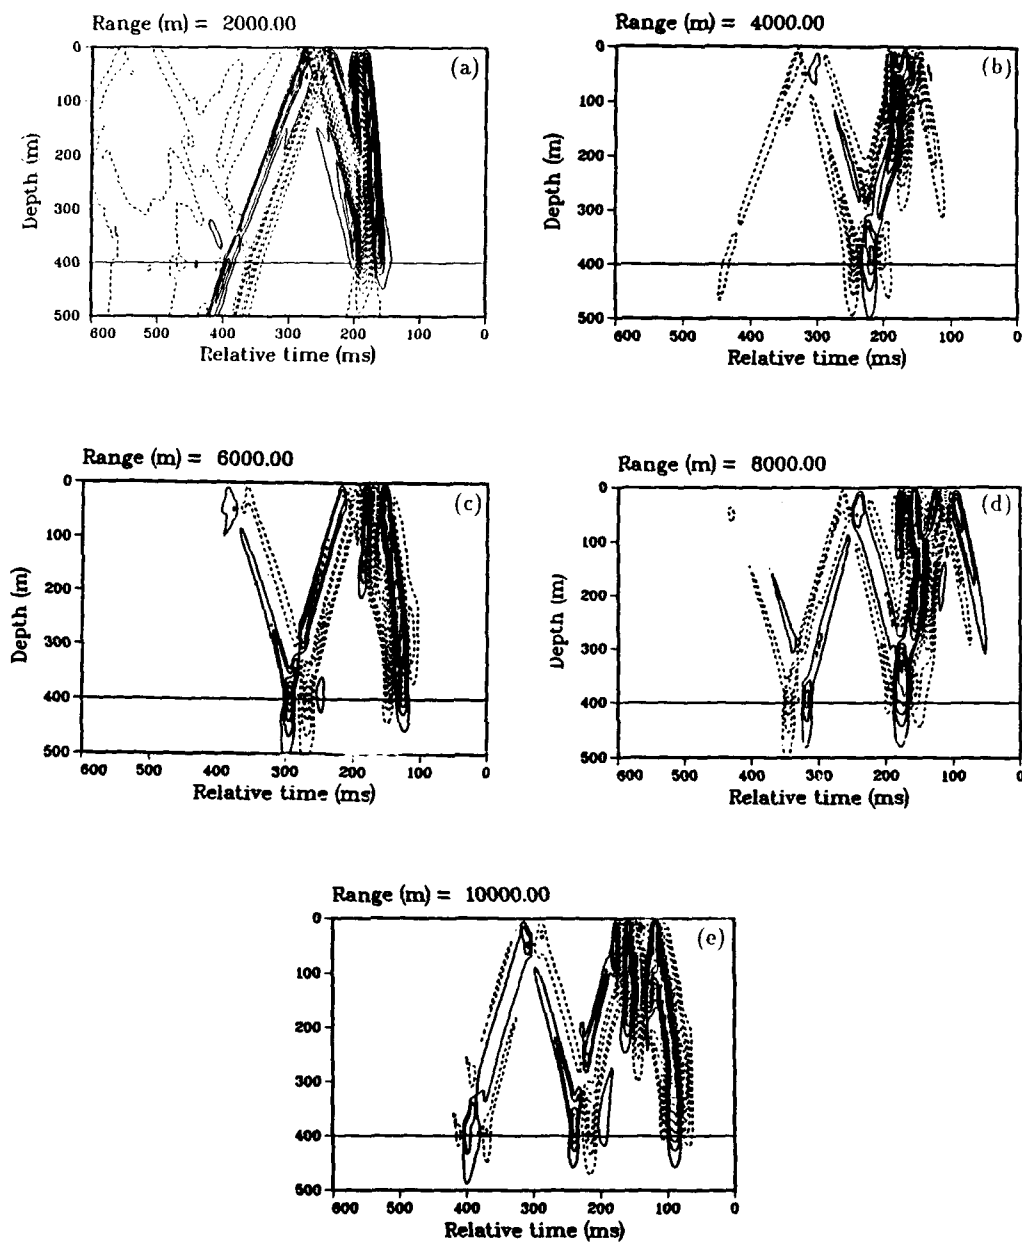 Range (m) = 2000.00
(a)
Depth (m)
0
100
200
300
400
500
600 500 400 300 200 100 0
Relative time (ms)
Range (m) = 4000.00
(b)
Depth (m)
0
100
200
300
400
500
600 500 400 300 200 100 0
Relative time (ms)
Range (m) = 6000.00
(c)
Depth (m)
0
100
200
300
400
500
600 500 400 300 200 100 0
Relative time (ms)
Range (m) = 8000.00
(d)
Depth (m)
0
100
200
300
400
500
600 500 400 300 200 100 0
Relative time (ms)
Range (m) = 10000.00
(e)
Depth (m)
0
100
200
300
400
500
600 500 400 300 200 100 0
Relative time (ms)